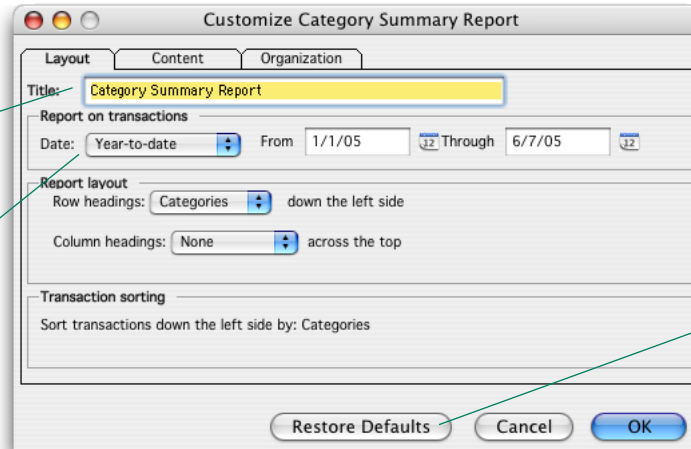 Customize Category Summary Report
Layout Content Organization
Title: Category Summary Report
Report on transactions
Date: Year-to-date From 1/1/05 12 Through 6/7/05 12
Report layout
Row headings: Categories down the left side
Column headings: None across the top
Transaction sorting
Sort transactions down the left side by: Categories
Restore Defaults Cancel OK